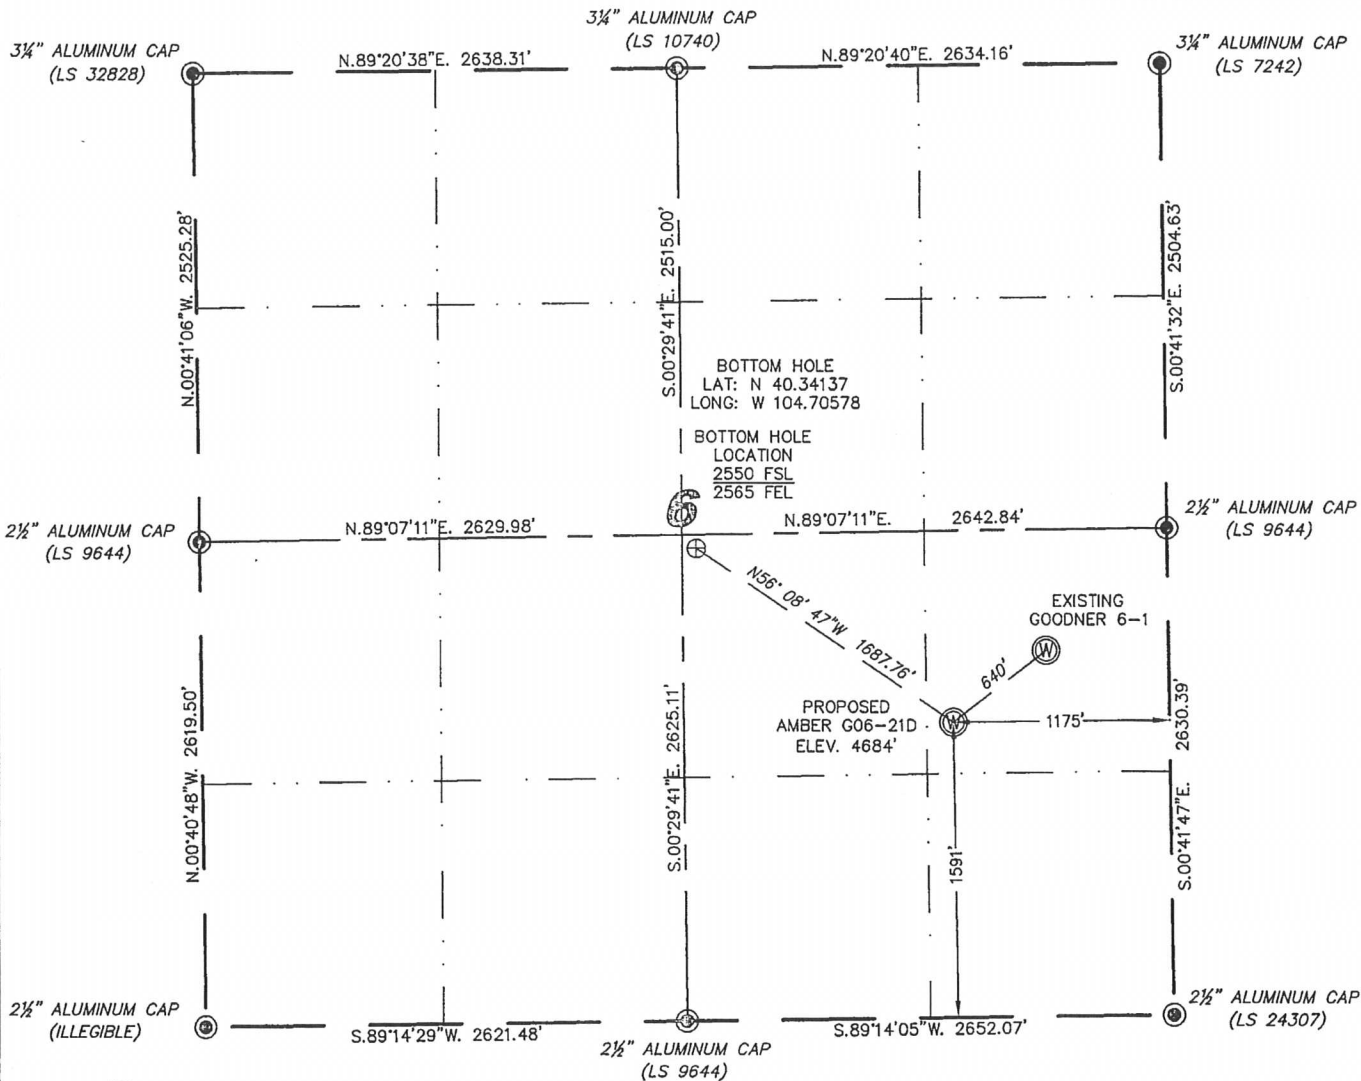 3¼" ALUMINUM CAP
(LS 10740)
3¼" ALUMINUM CAP
(LS 32828)
3¼" ALUMINUM CAP
(LS 7242)
N.89°20'38"E. 2638.31'
N.89°20'40"E. 2634.16'
N.00°41'06"W. 2525.28'
S.00°29'41"E. 2515.00'
S.00°41'32"E. 2504.63'
BOTTOM HOLE
LAT: N 40.34137
LONG: W 104.70578
BOTTOM HOLE
LOCATION
2550 FSL
2565 FEL
6
2½" ALUMINUM CAP
(LS 9644)
N.89°07'11"E. 2629.98'
N.89°07'11"E. 2642.84'
2½" ALUMINUM CAP
(LS 9644)
N56° 08' 47"W 1687.76'
EXISTING
GOODNER 6-1
W
640'
PROPOSED
AMBER G06-21D
ELEV. 4684'
W
1175'
N.00°40'48"W. 2619.50'
S.00°29'41"E. 2625.11'
1591'
S.00°41'47"E. 2630.39'
2½" ALUMINUM CAP
(ILLEGIBLE)
S.89°14'29"W. 2621.48'
2½" ALUMINUM CAP
(LS 9644)
S.89°14'05"W. 2652.07'
2½" ALUMINUM CAP
(LS 24307)